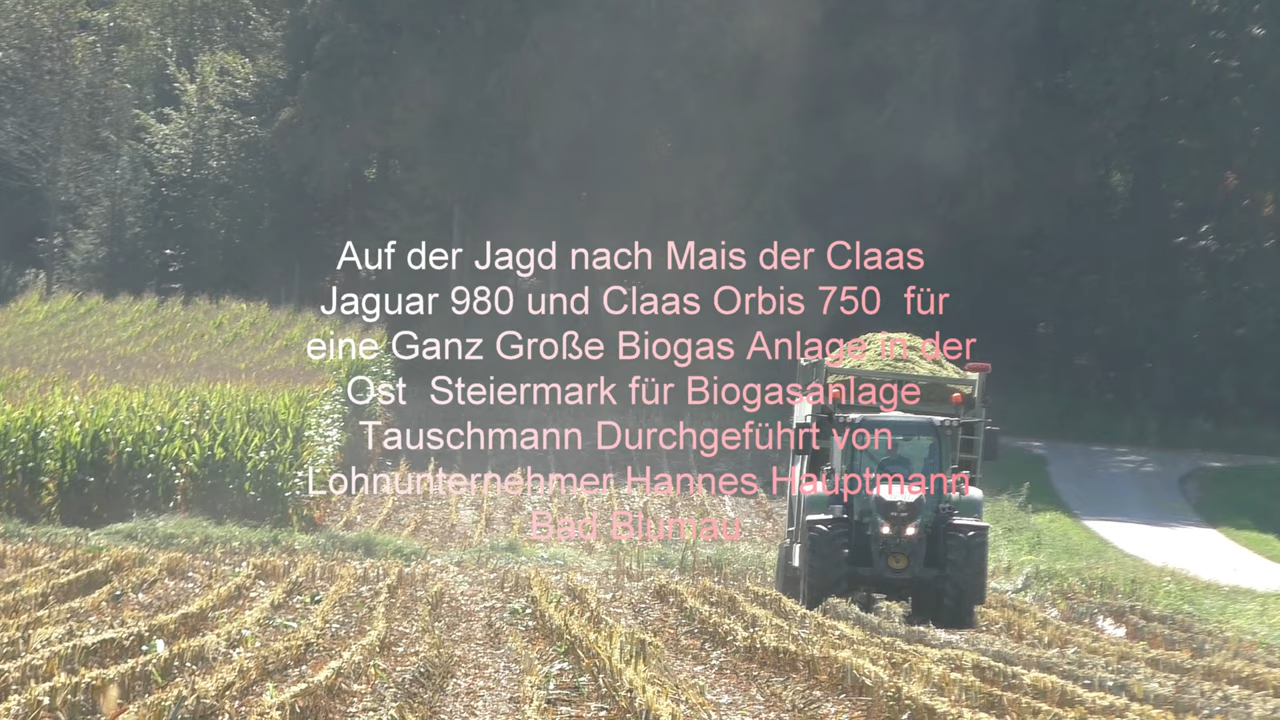 Auf der Jagd nach Mais der Claas
Jaguar 980 und Claas Orbis 750  für
eine Ganz Große Biogas Anlage in der
Ost  Steiermark für Biogasanlage
Tauschmann Durchgeführt von
Lohnunternehmer Hannes Hauptmann
Bad Blumau